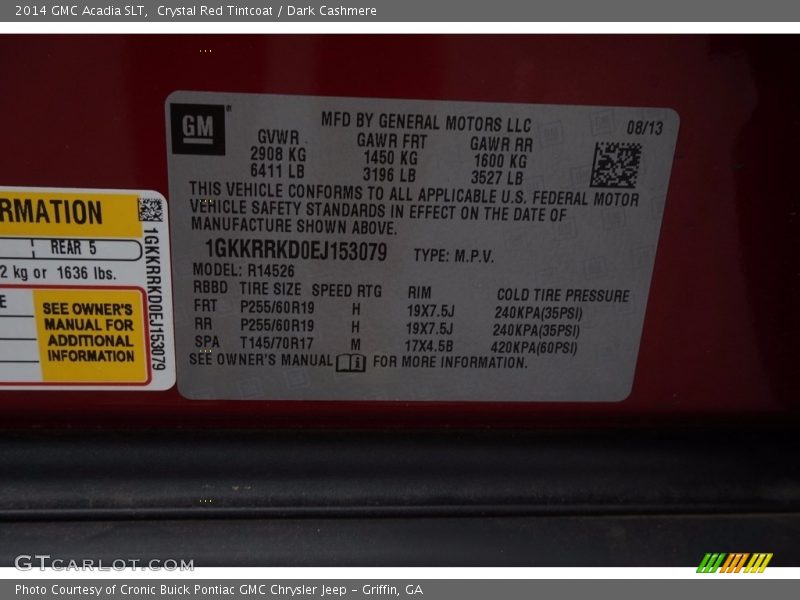 2014 GMC Acadia SLT, Crystal Red Tintcoat / Dark Cashmere
GM
MFD BY GENERAL MOTORS LLC
08/13
GVWR GAWR FRT GAWR RR
2908 KG 1450 KG 1600 KG
6411 LB 3196 LB 3527 LB
THIS VEHICLE CONFORMS TO ALL APPLICABLE U.S. FEDERAL MOTOR
VEHICLE SAFETY STANDARDS IN EFFECT ON THE DATE OF
MANUFACTURE SHOWN ABOVE.
1GKKRRKD0EJ153079 TYPE: M.P.V.
MODEL: R14526
RBBD TIRE SIZE SPEED RTG RIM COLD TIRE PRESSURE
FRT P255/60R19 H 19X7.5J 240KPA(35PSI)
RR P255/60R19 H 19X7.5J 240KPA(35PSI)
SPA T145/70R17 M 17X4.5B 420KPA(60PSI)
SEE OWNER'S MANUAL FOR MORE INFORMATION.
RMATION
REAR 5
2 kg or 1636 lbs.
E
SEE OWNER'S
MANUAL FOR
ADDITIONAL
INFORMATION
1GKKRRKD0EJ153079
GTCARLOT.COM
Photo Courtesy of Cronic Buick Pontiac GMC Chrysler Jeep - Griffin, GA